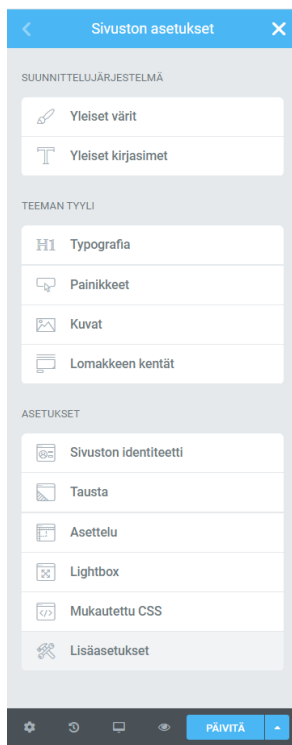 Sivuston asetukset
SUUNNITTELUJÄRJESTELMÄ
Yleiset värit
Yleiset kirjasimet
TEEMAN TYYLI
H1 Typografia
Painikkeet
Kuvat
Lomakkeen kentät
ASETUKSET
Sivuston identiteetti
Tausta
Asettelu
Lightbox
Mukautettu CSS
Lisäasetukset
PÄIVITÄ